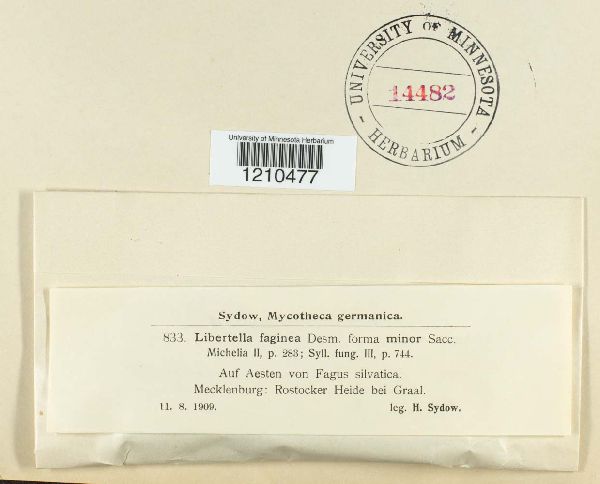 UNIVERSITY OF MINNESOTA
14482
- HERBARIUM -
University of Minnesota Herbarium
1210477
Sydow, Mycotheca germanica.
833. Libertella faginea Desm. forma minor Sacc.
Michelia II, p. 283; Syll. fung. III, p. 744.
Auf Aesten von Fagus silvatica.
Mecklenburg: Rostocker Heide bei Graal.
11. 8. 1909. leg. H. Sydow.